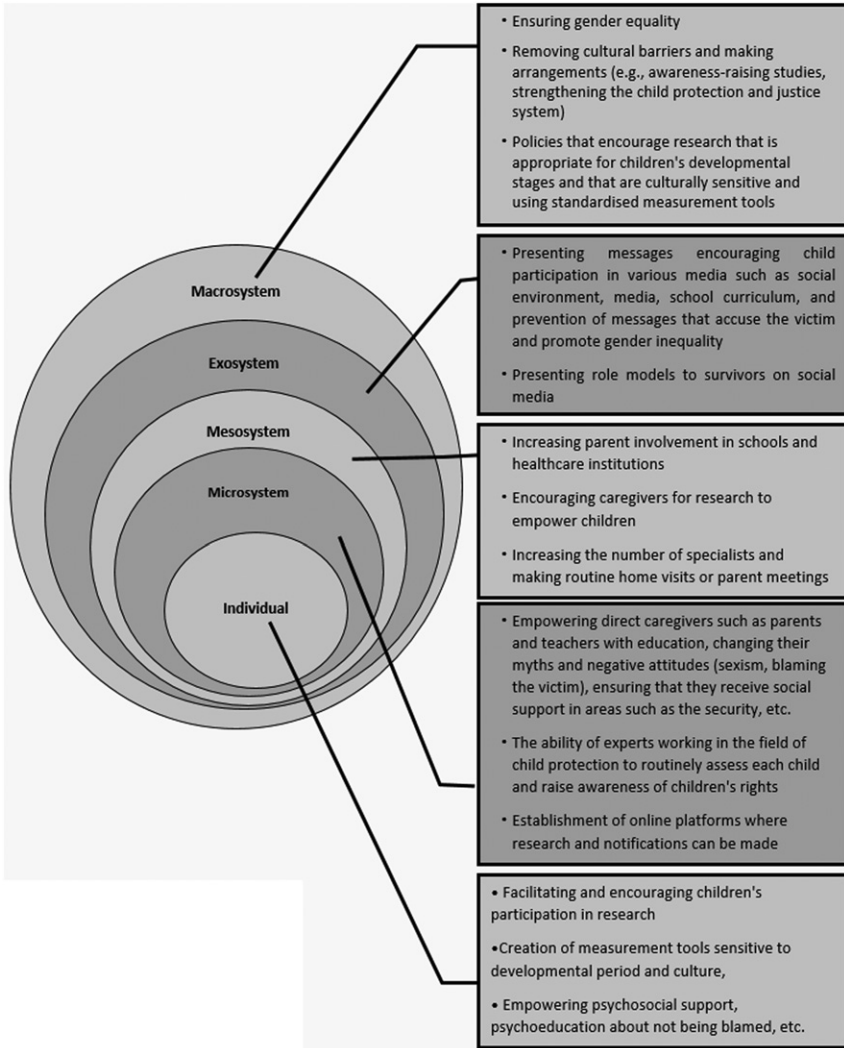 • Ensuring gender equality
• Removing cultural barriers and making
arrangements (e.g., awareness-raising studies,
strengthening the child protection and justice
system)
• Policies that encourage research that is
appropriate for children's developmental
stages and that are culturally sensitive and
using standardised measurement tools
Macrosystem
• Presenting messages encouraging child
participation in various media such as social
environment, media, school curriculum, and
prevention of messages that accuse the victim
and promote gender inequality
• Presenting role models to survivors on social
media
Exosystem
Mesosystem
• Increasing parent involvement in schools and
healthcare institutions
• Encouraging caregivers for research to
empower children
• Increasing the number of specialists and
making routine home visits or parent meetings
Microsystem
• Empowering direct caregivers such as parents
and teachers with education, changing their
myths and negative attitudes (sexism, blaming
the victim), ensuring that they receive social
support in areas such as the security, etc.
• The ability of experts working in the field of
child protection to routinely assess each child
and raise awareness of children's rights
• Establishment of online platforms where
research and notifications can be made
Individual
• Facilitating and encouraging children's
participation in research
•Creation of measurement tools sensitive to
developmental period and culture,
• Empowering psychosocial support,
psychoeducation about not being blamed, etc.